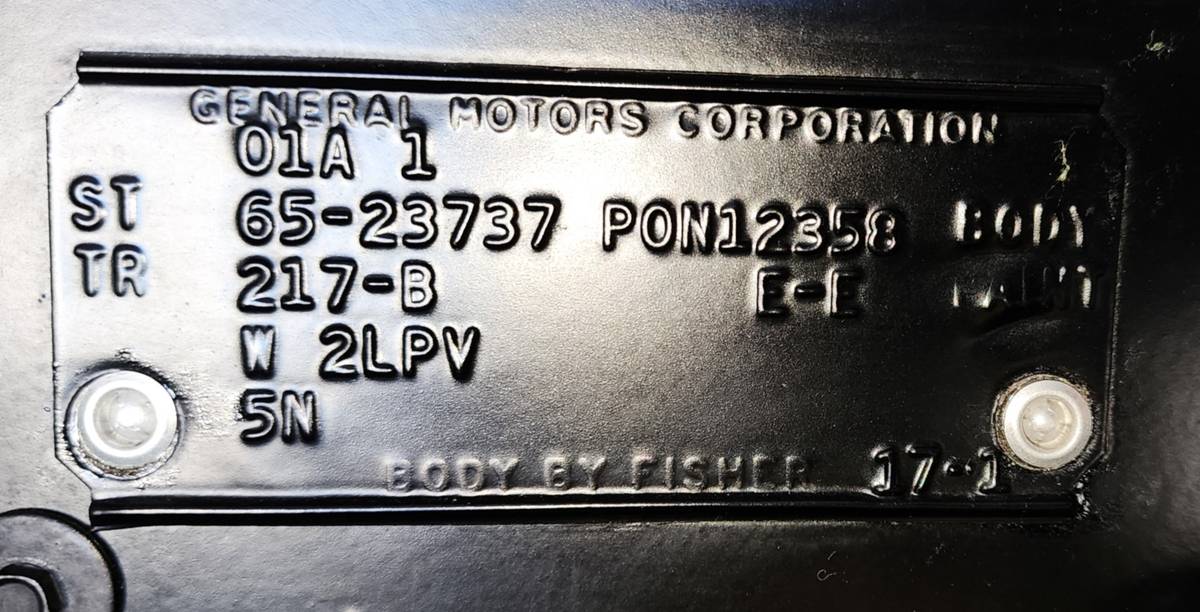 GENERAL MOTORS CORPORATION
01A 1
ST 65-23737 PON12358 BODY
TR 217-B E-E PAINT
W 2LPV
5N
BODY BY FISHER 17-1